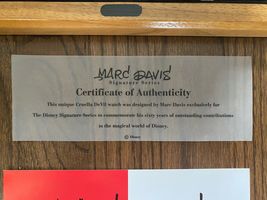 MARC DAVIS
Signature Series
Certificate of Authenticity
This unique Cruella DeVil watch was designed by Marc Davis exclusively for
The Disney Signature Series to commemorate his sixty years of outstanding contributions
to the magical world of Disney.
© Disney